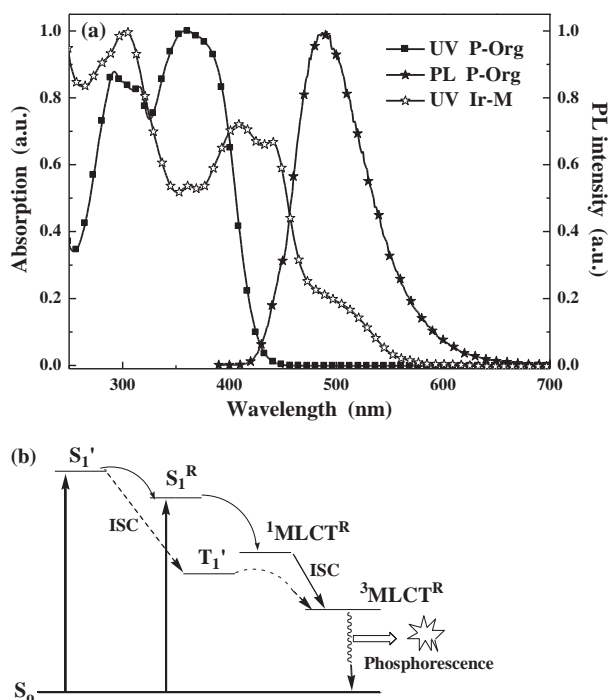 (a)
UV P-Org
PL P-Org
UV Ir-M
1.0
0.8
0.6
0.4
0.2
0.0
Absorption (a.u.)
1.0
0.8
0.6
0.4
0.2
0.0
PL intensity (a.u.)
300 400 500 600 700
Wavelength (nm)
(b)
S₁'
S₁ᴿ
ISC
¹MLCTᴿ
T₁'
ISC
³MLCTᴿ
Phosphorescence
S₀